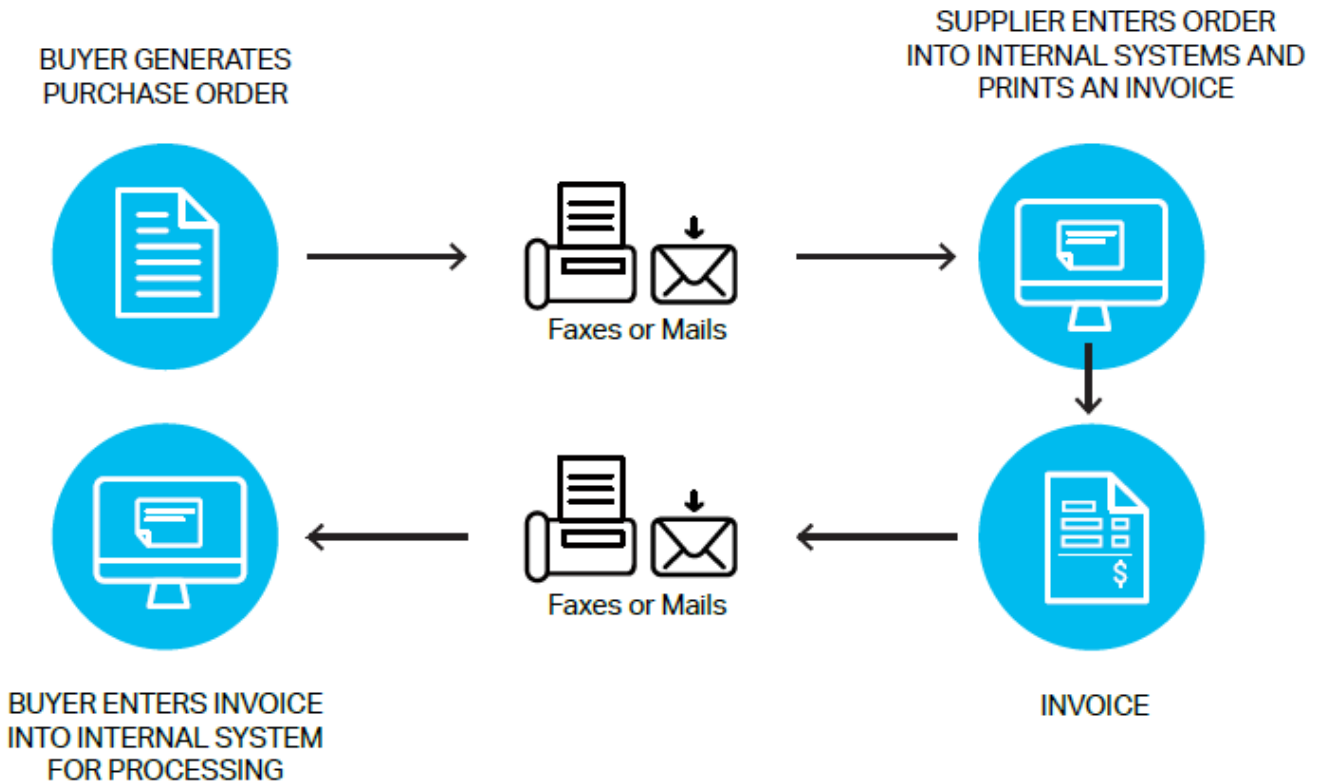 BUYER GENERATES
PURCHASE ORDER
SUPPLIER ENTERS ORDER
INTO INTERNAL SYSTEMS AND
PRINTS AN INVOICE
Faxes or Mails
Faxes or Mails
$
BUYER ENTERS INVOICE
INTO INTERNAL SYSTEM
FOR PROCESSING
INVOICE